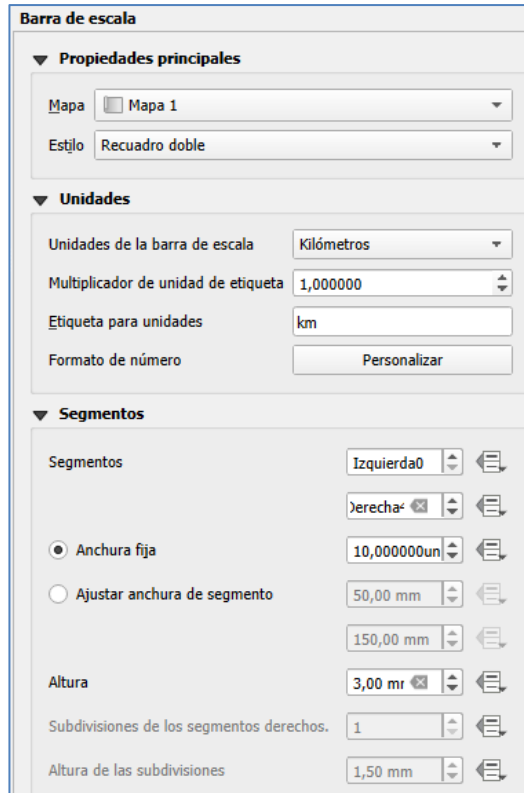 Barra de escala
Propiedades principales
Mapa Mapa 1
Estilo Recuadro doble
Unidades
Unidades de la barra de escala Kilómetros
Multiplicador de unidad de etiqueta 1,000000
Etiqueta para unidades km
Formato de número Personalizar
Segmentos
Segmentos Izquierda0
Derecha4
Anchura fija 10,000000un
Ajustar anchura de segmento 50,00 mm
150,00 mm
Altura 3,00 mm
Subdivisiones de los segmentos derechos. 1
Altura de las subdivisiones 1,50 mm